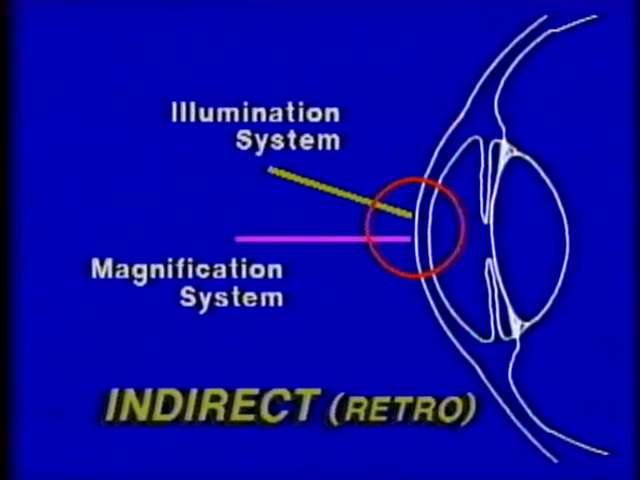 Illumination
System
Magnification
System
INDIRECT (RETRO)